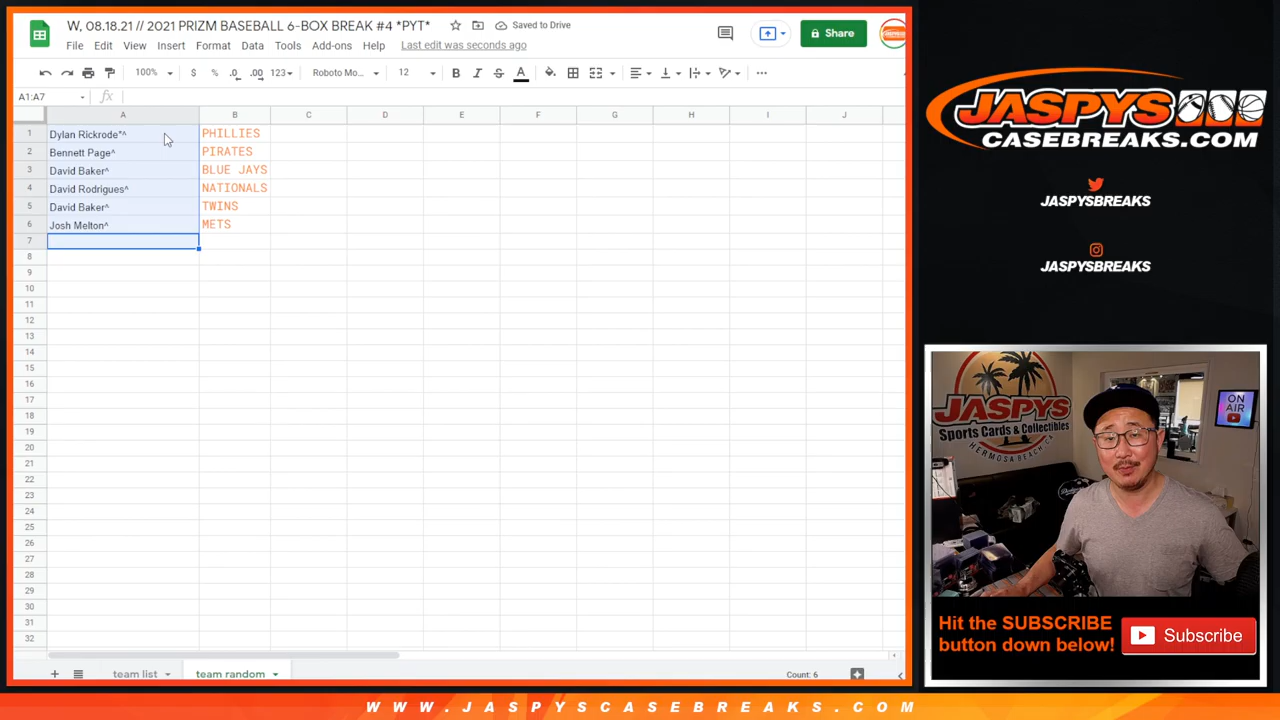 W, 08.18.21 // 2021 PRIZM BASEBALL 6-BOX BREAK #4 *PYT*
Saved to Drive
File Edit View Insert Format Data Tools Add-ons Help Last edit was seconds ago
Share
100% $ % .0 .00 123 Roboto Mo... 12 B I S A
A1:A7 fx
A B C D E F G H I J
1 Dylan Rickrode*^ PHILLIES
2 Bennett Page^ PIRATES
3 David Baker^ BLUE JAYS
4 David Rodrigues^ NATIONALS
5 David Baker^ TWINS
6 Josh Melton^ METS
7
8
9
10
11
12
13
14
15
16
17
18
19
20
21
22
23
24
25
26
27
28
29
30
31
32
team list team random Count: 6
JASPYS
CASEBREAKS.COM
JASPYSBREAKS
JASPYSBREAKS
JASPYS
Sports Cards & Collectibles
HERMOSA BEACH, CA
ON
AIR
Dodgers
Hit the SUBSCRIBE
button down below!
Subscribe
WWW.JASPYSCASEBREAKS.COM